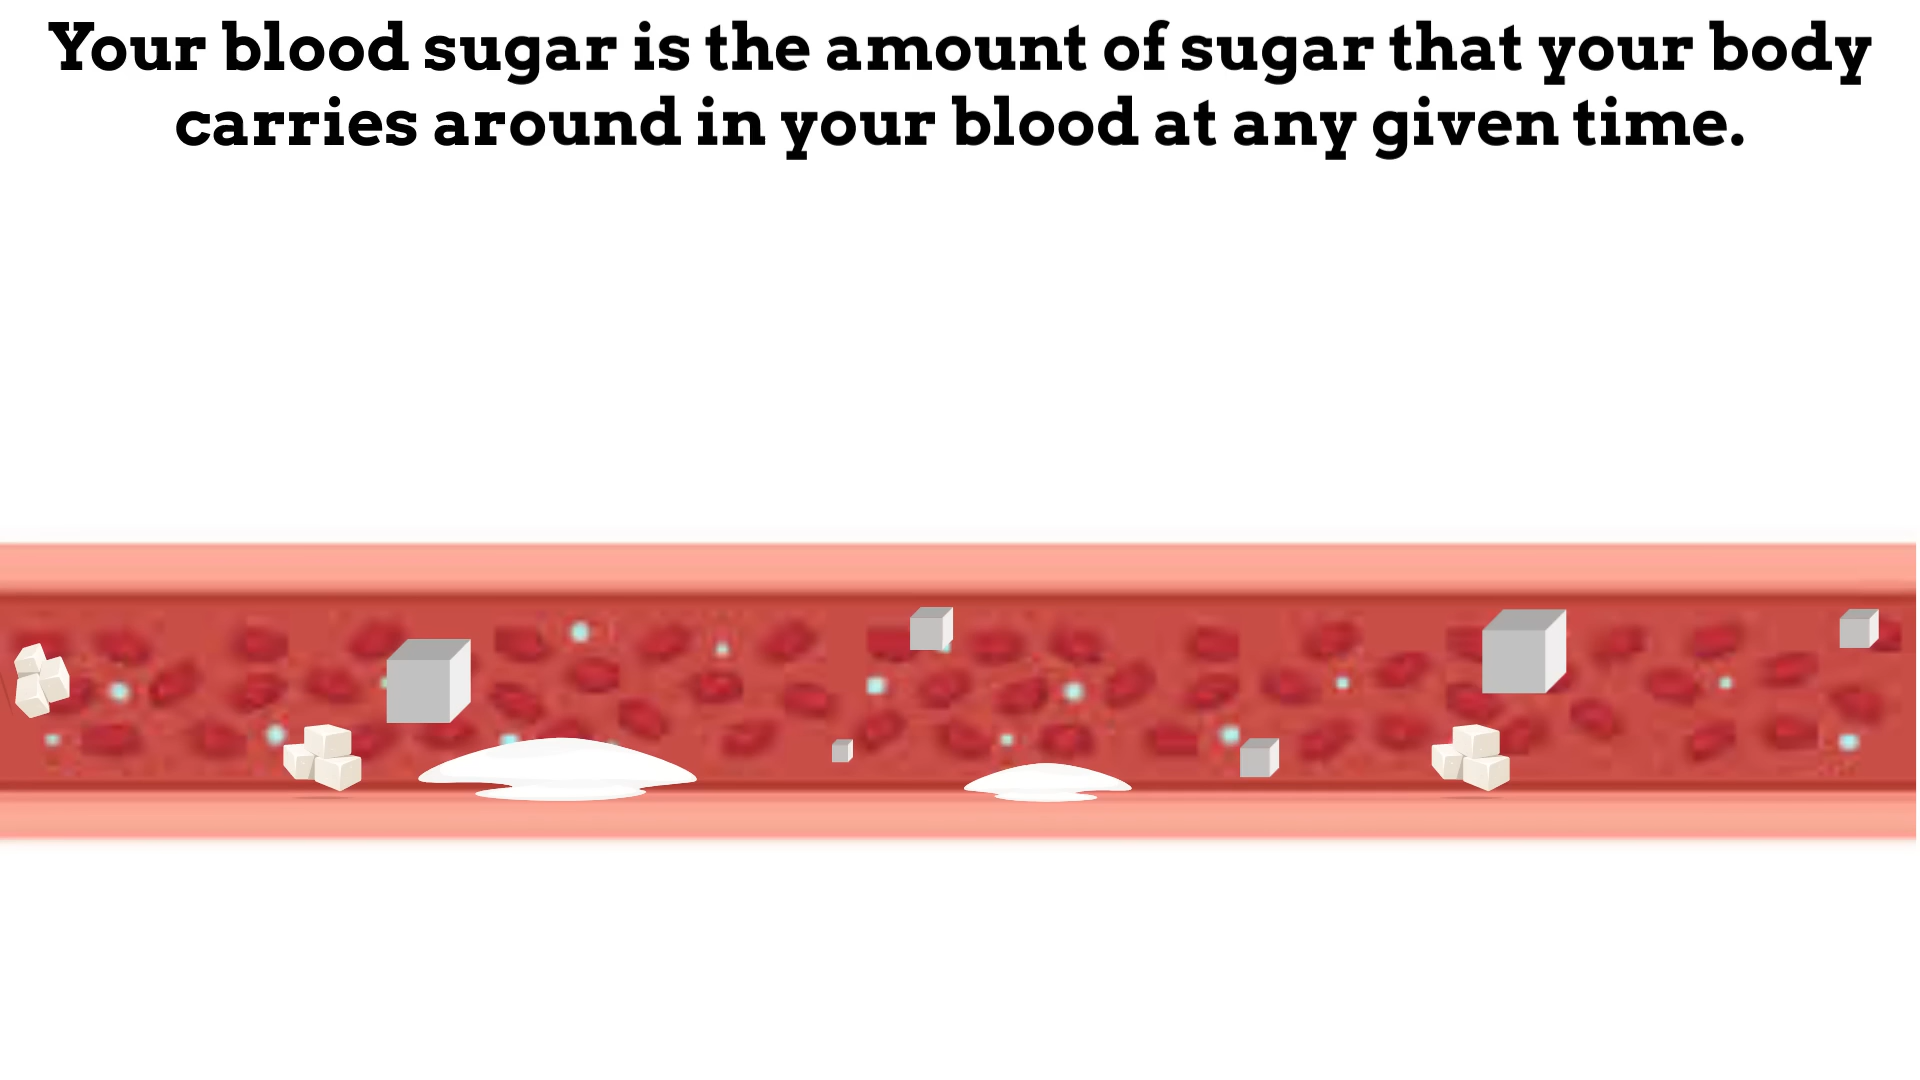 Your blood sugar is the amount of sugar that your body
carries around in your blood at any given time.